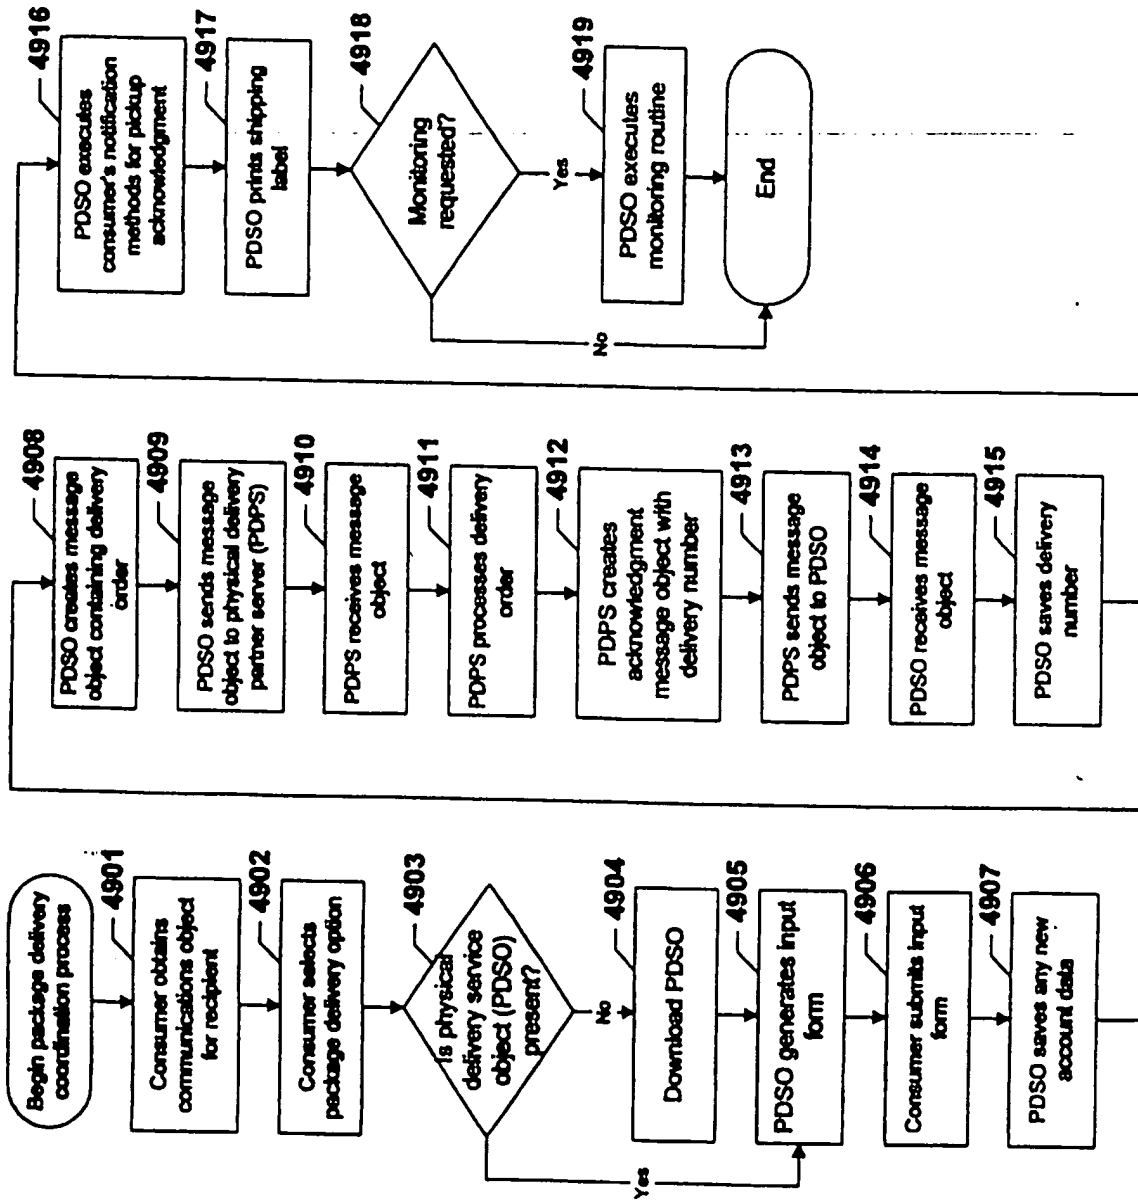 Begin package delivery
coordination process
4901
Consumer obtains
communications object
for recipient
4902
Consumer selects
package delivery option
4903
Is physical
delivery service
object (PDSO)
present?
Yes
No
4904
Download PDSO
4905
PDSO generates input
form
4906
Consumer submits input
form
4907
PDSO saves any new
account data
4908
PDSO creates message
object containing delivery
order
4909
PDSO sends message
object to physical delivery
partner server (PDPS)
4910
PDPS receives message
object
4911
PDPS processes delivery
order
4912
PDPS creates
acknowledgment
message object with
delivery number
4913
PDPS sends message
object to PDSO
4914
PDSO receives message
object
4915
PDSO saves delivery
number
4916
PDSO executes
consumer's notification
methods for pickup
acknowledgment
4917
PDSO prints shipping
label
4918
Monitoring
requested?
No
Yes
4919
PDSO executes
monitoring routine
End